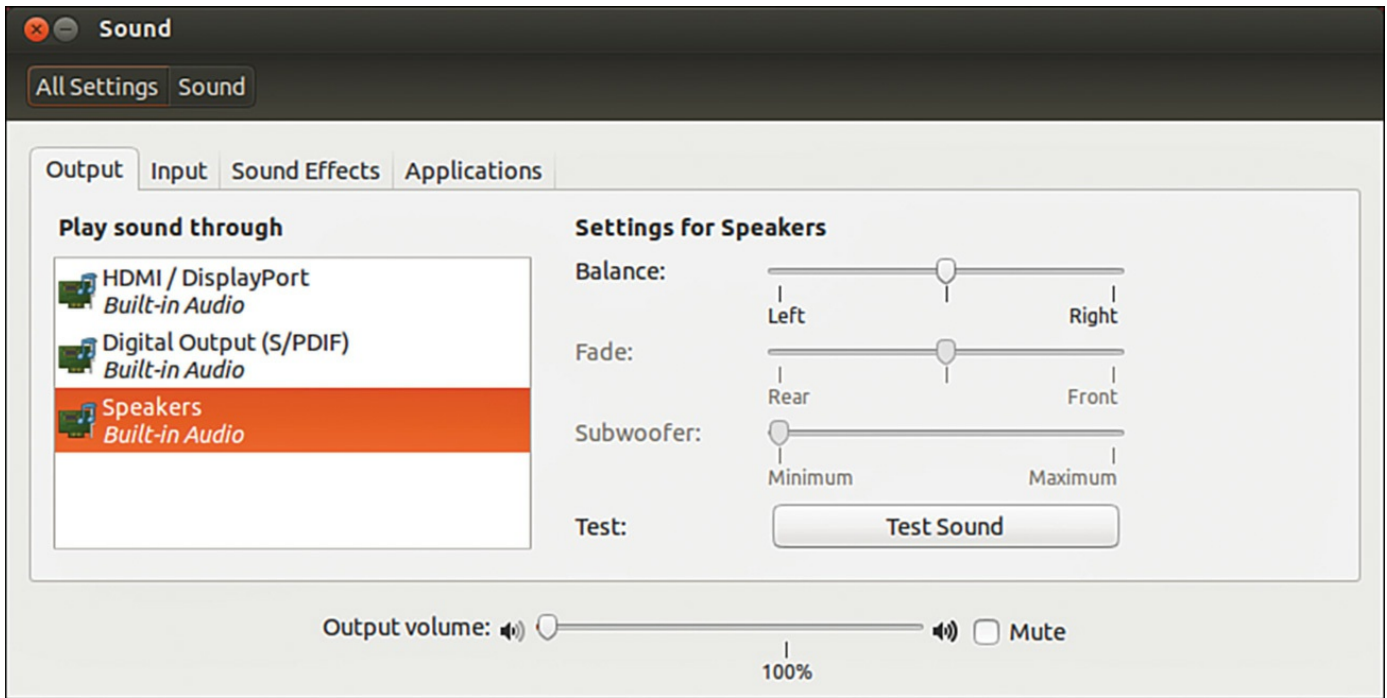 Sound
All Settings Sound
Output Input Sound Effects Applications
Play sound through
HDMI / DisplayPort
Built-in Audio
Digital Output (S/PDIF)
Built-in Audio
Speakers
Built-in Audio
Settings for Speakers
Balance:
Left Right
Fade:
Rear Front
Subwoofer:
Minimum Maximum
Test: Test Sound
Output volume: Mute
100%